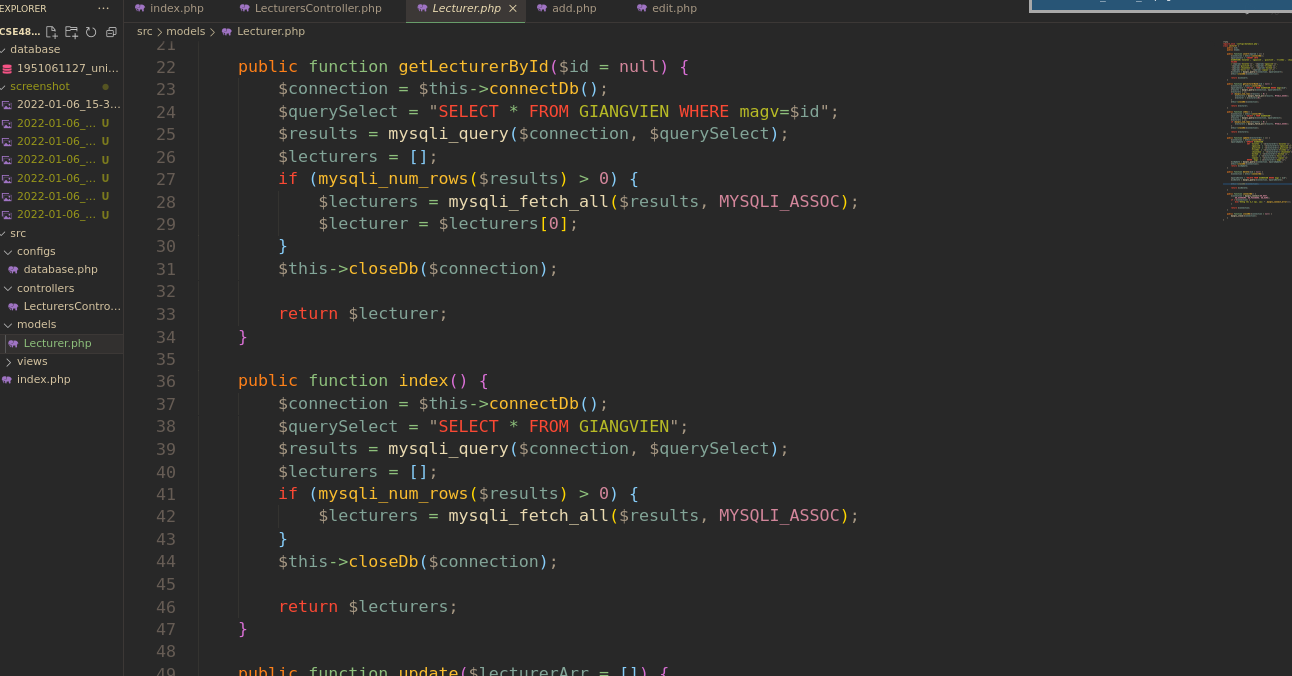 EXPLORER ···
CSE48...
database
1951061127_uni...
screenshot
2022-01-06_15-3...
2022-01-06_... U
2022-01-06_... U
2022-01-06_... U
2022-01-06_... U
2022-01-06_... U
2022-01-06_... U
src
configs
database.php
controllers
LecturersContro...
models
Lecturer.php
views
index.php
index.php LecturersController.php Lecturer.php × add.php edit.php
src > models > Lecturer.php
21
22 public function getLecturerById($id = null) {
23 $connection = $this->connectDb();
24 $querySelect = "SELECT * FROM GIANGVIEN WHERE magv=$id";
25 $results = mysqli_query($connection, $querySelect);
26 $lecturers = [];
27 if (mysqli_num_rows($results) > 0) {
28 $lecturers = mysqli_fetch_all($results, MYSQLI_ASSOC);
29 $lecturer = $lecturers[0];
30 }
31 $this->closeDb($connection);
32
33 return $lecturer;
34 }
35
36 public function index() {
37 $connection = $this->connectDb();
38 $querySelect = "SELECT * FROM GIANGVIEN";
39 $results = mysqli_query($connection, $querySelect);
40 $lecturers = [];
41 if (mysqli_num_rows($results) > 0) {
42 $lecturers = mysqli_fetch_all($results, MYSQLI_ASSOC);
43 }
44 $this->closeDb($connection);
45
46 return $lecturers;
47 }
48
49 public function update($lecturerArr = []) {